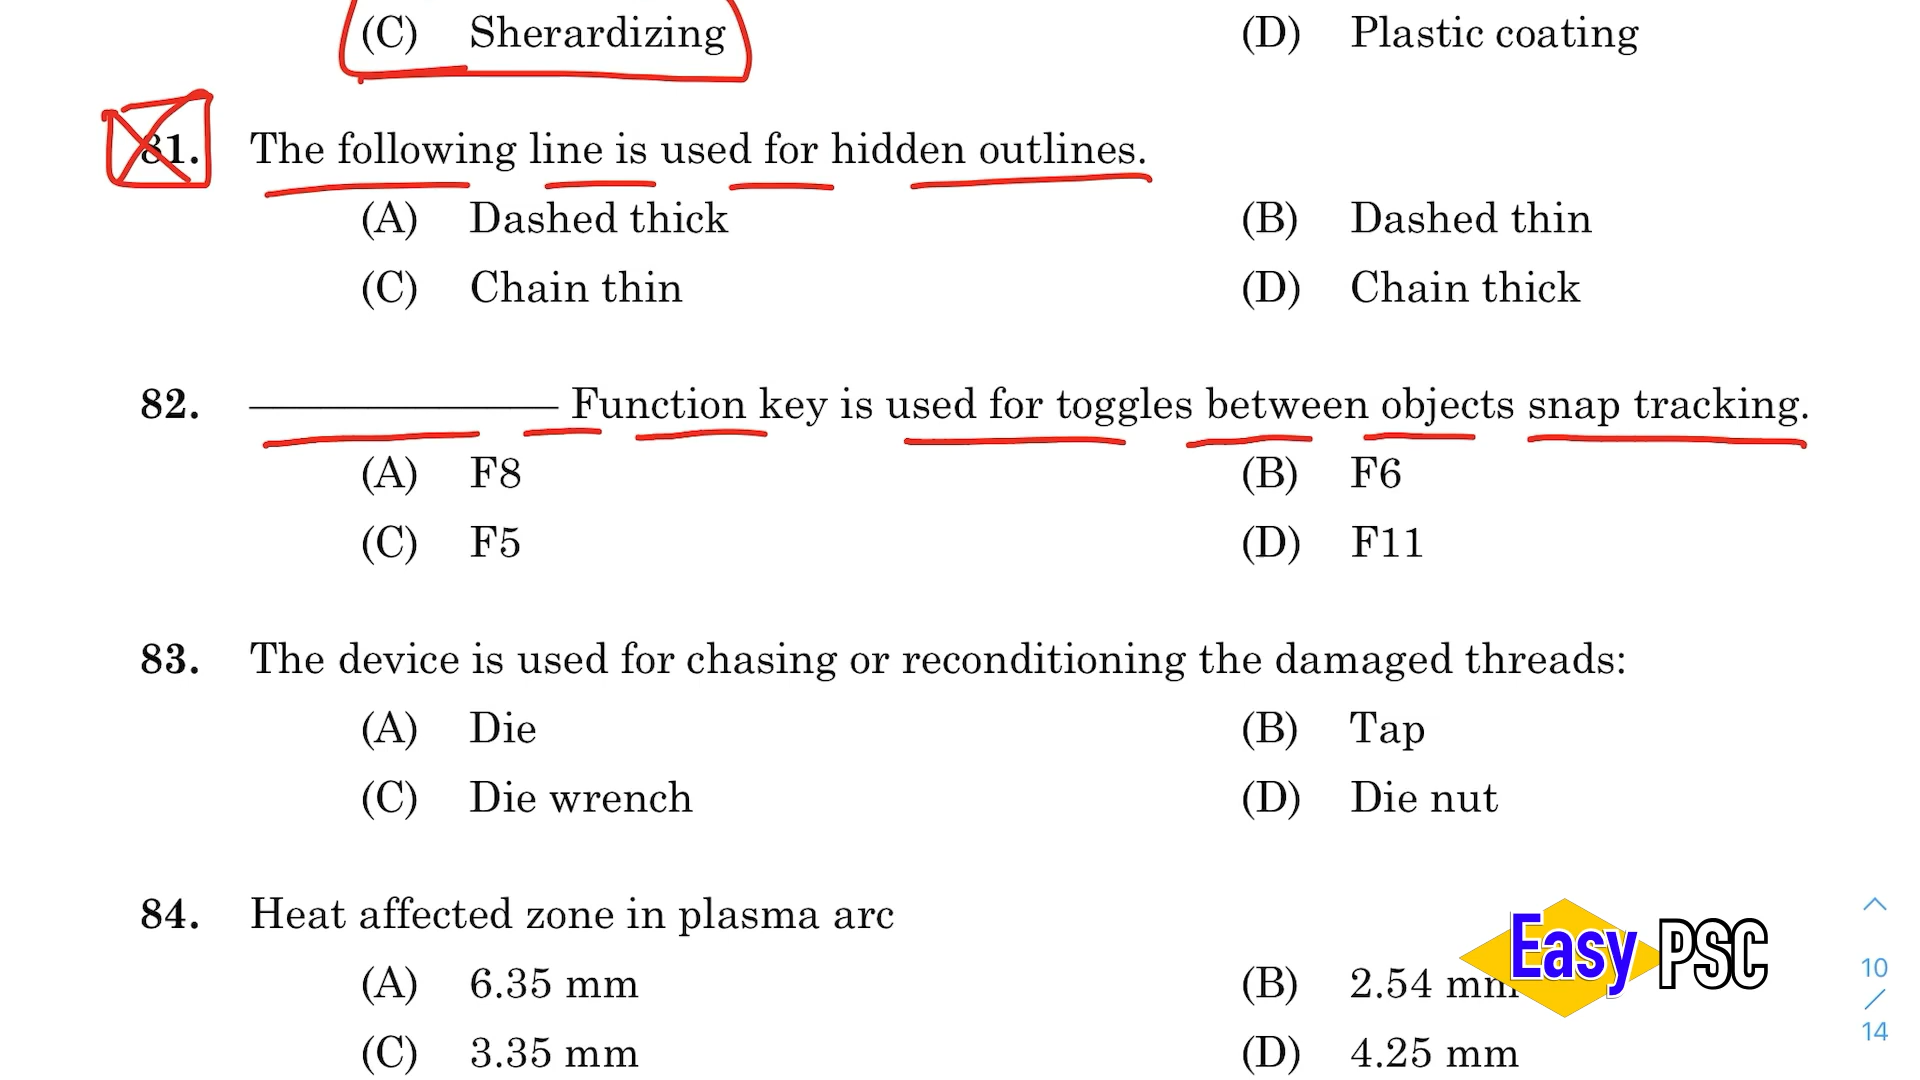 (C) Sherardizing (D) Plastic coating
81. The following line is used for hidden outlines.
(A) Dashed thick (B) Dashed thin
(C) Chain thin (D) Chain thick
82. ____________ Function key is used for toggles between objects snap tracking.
(A) F8 (B) F6
(C) F5 (D) F11
83. The device is used for chasing or reconditioning the damaged threads:
(A) Die (B) Tap
(C) Die wrench (D) Die nut
84. Heat affected zone in plasma arc
(A) 6.35 mm (B) 2.54 mm
(C) 3.35 mm (D) 4.25 mm
Easy PSC
10
/
14